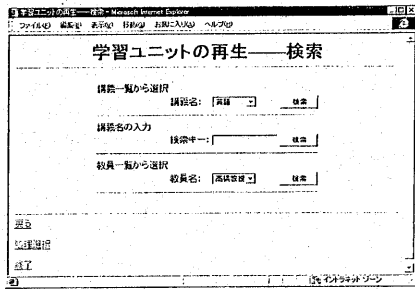 学習ユニットの再生――検索 - Microsoft Internet Explorer
ファイル(F) 編集(E) 表示(V) 移動(G) お気に入り(A) ヘルプ(H)
学習ユニットの再生――検索
講義一覧から選択
講義名: 英語 検索
講義名の入力
検索キー: 検索
教員一覧から選択
教員名: 高橋教授 検索
戻る
処理選択
終了
イントラネット ゾーン